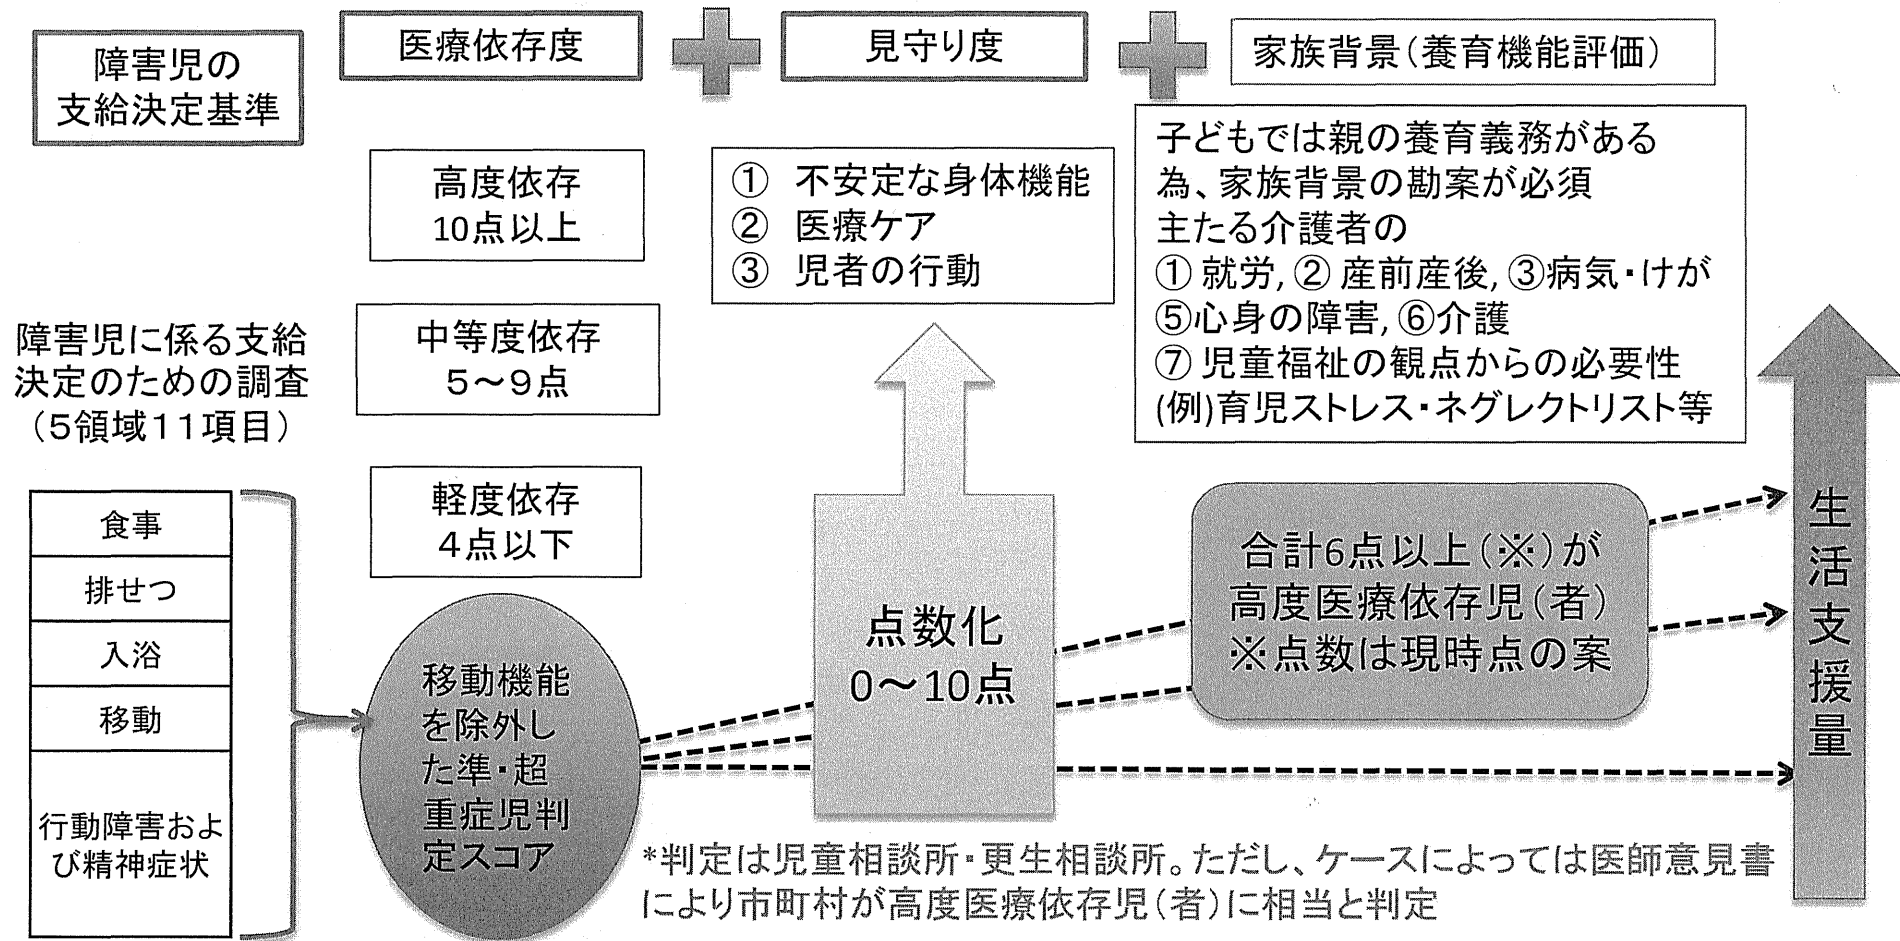 障害児の
支給決定基準
医療依存度
見守り度
家族背景(養育機能評価)
高度依存
10点以上
中等度依存
5～9点
軽度依存
4点以下
① 不安定な身体機能
② 医療ケア
③ 児者の行動
子どもでは親の養育義務がある
為、家族背景の勘案が必須
主たる介護者の
① 就労, ② 産前産後, ③病気・けが
⑤心身の障害, ⑥介護
⑦ 児童福祉の観点からの必要性
(例)育児ストレス・ネグレクトリスト等
障害児に係る支給
決定のための調査
(5領域11項目)
食事
排せつ
入浴
移動
行動障害およ
び精神症状
移動機能
を除外し
た準・超
重症児判
定スコア
点数化
0～10点
合計6点以上(※)が
高度医療依存児(者)
※点数は現時点の案
生活支援量
*判定は児童相談所・更生相談所。ただし、ケースによっては医師意見書
により市町村が高度医療依存児(者)に相当と判定